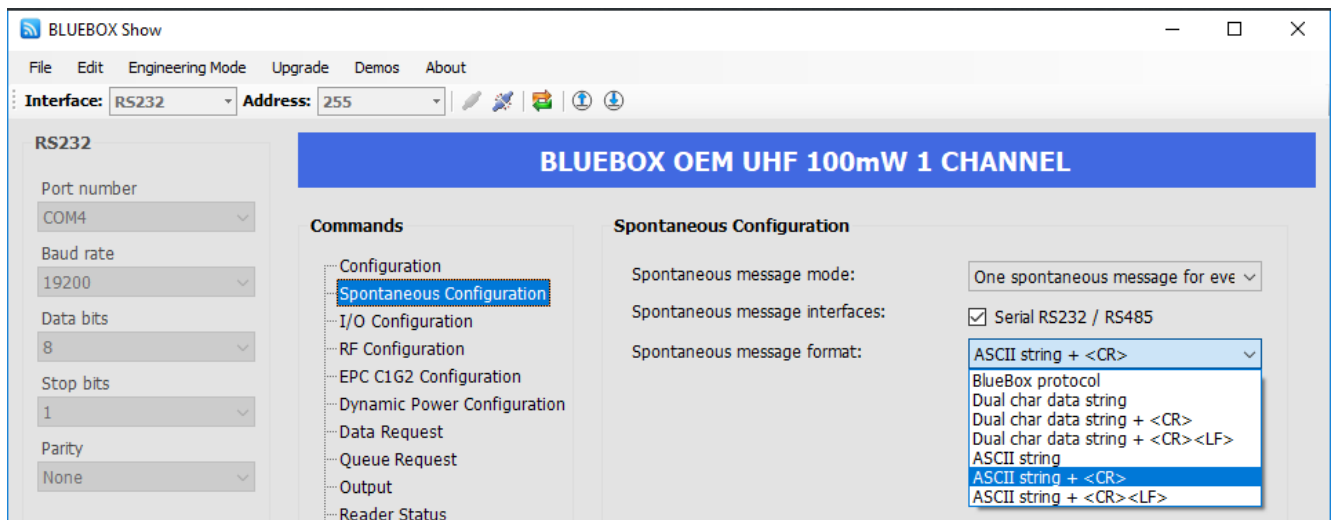 BLUEBOX Show
File Edit Engineering Mode Upgrade Demos About
Interface: RS232 Address: 255
RS232
Port number
COM4
Baud rate
19200
Data bits
8
Stop bits
1
Parity
None
BLUEBOX OEM UHF 100mW 1 CHANNEL
Commands
Configuration
Spontaneous Configuration
I/O Configuration
RF Configuration
EPC C1G2 Configuration
Dynamic Power Configuration
Data Request
Queue Request
Output
Reader Status
Spontaneous Configuration
Spontaneous message mode: One spontaneous message for eve
Spontaneous message interfaces: Serial RS232 / RS485
Spontaneous message format: ASCII string + <CR>
BlueBox protocol
Dual char data string
Dual char data string + <CR>
Dual char data string + <CR><LF>
ASCII string
ASCII string + <CR>
ASCII string + <CR><LF>